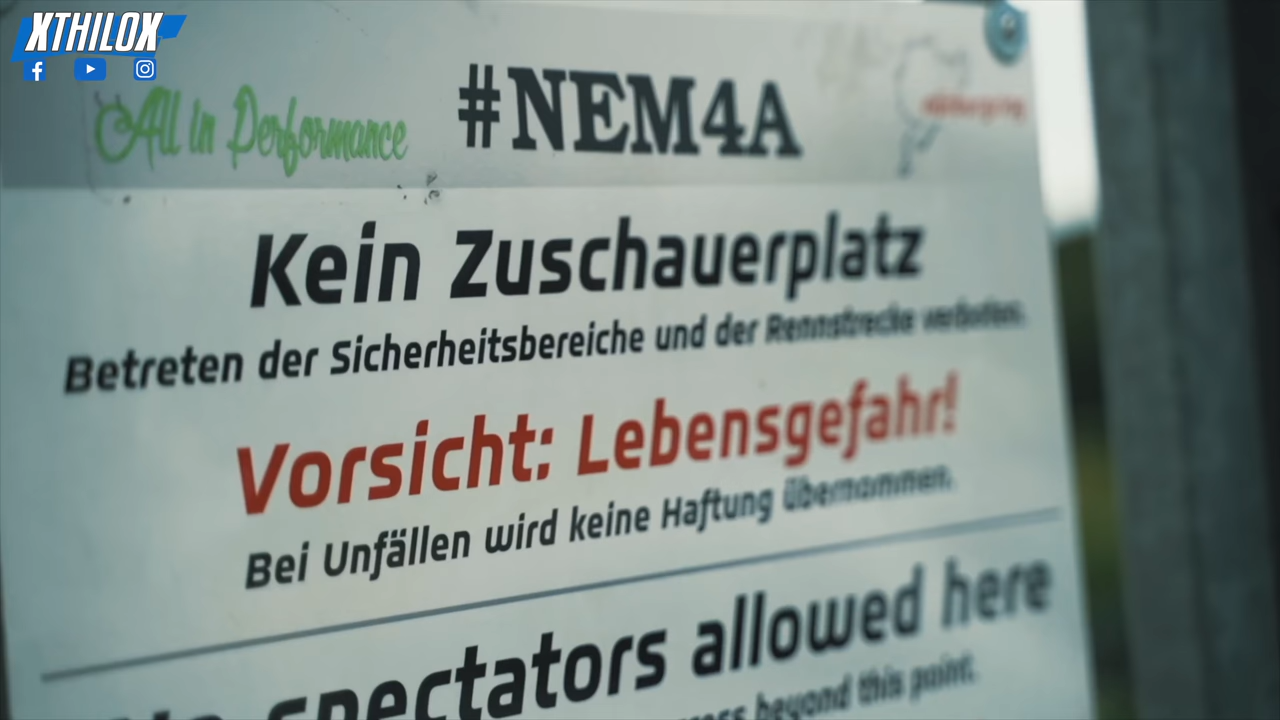 XTHILOX
All in Performance
#NEM4A
nürburgring
Kein Zuschauerplatz
Betreten der Sicherheitsbereiche und der Rennstrecke verboten.
Vorsicht: Lebensgefahr!
Bei Unfällen wird keine Haftung übernommen.
spectators allowed here
beyond this point.